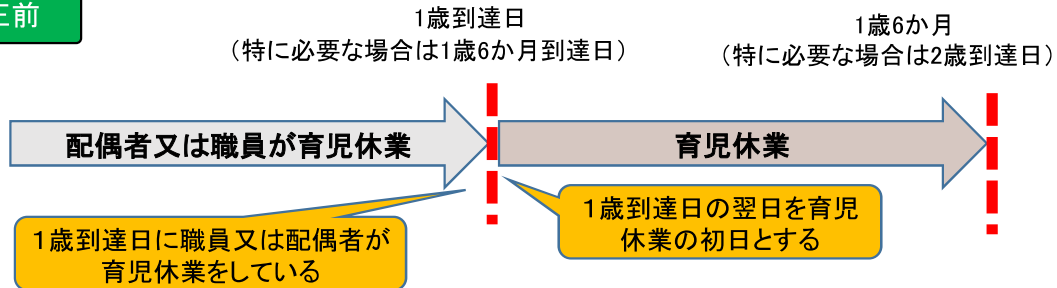 正前
1歳到達日
（特に必要な場合は1歳6か月到達日）
1歳6か月
（特に必要な場合は2歳到達日）
配偶者又は職員が育児休業
育児休業
1歳到達日の翌日を育児
休業の初日とする
1歳到達日に職員又は配偶者が
育児休業をしている